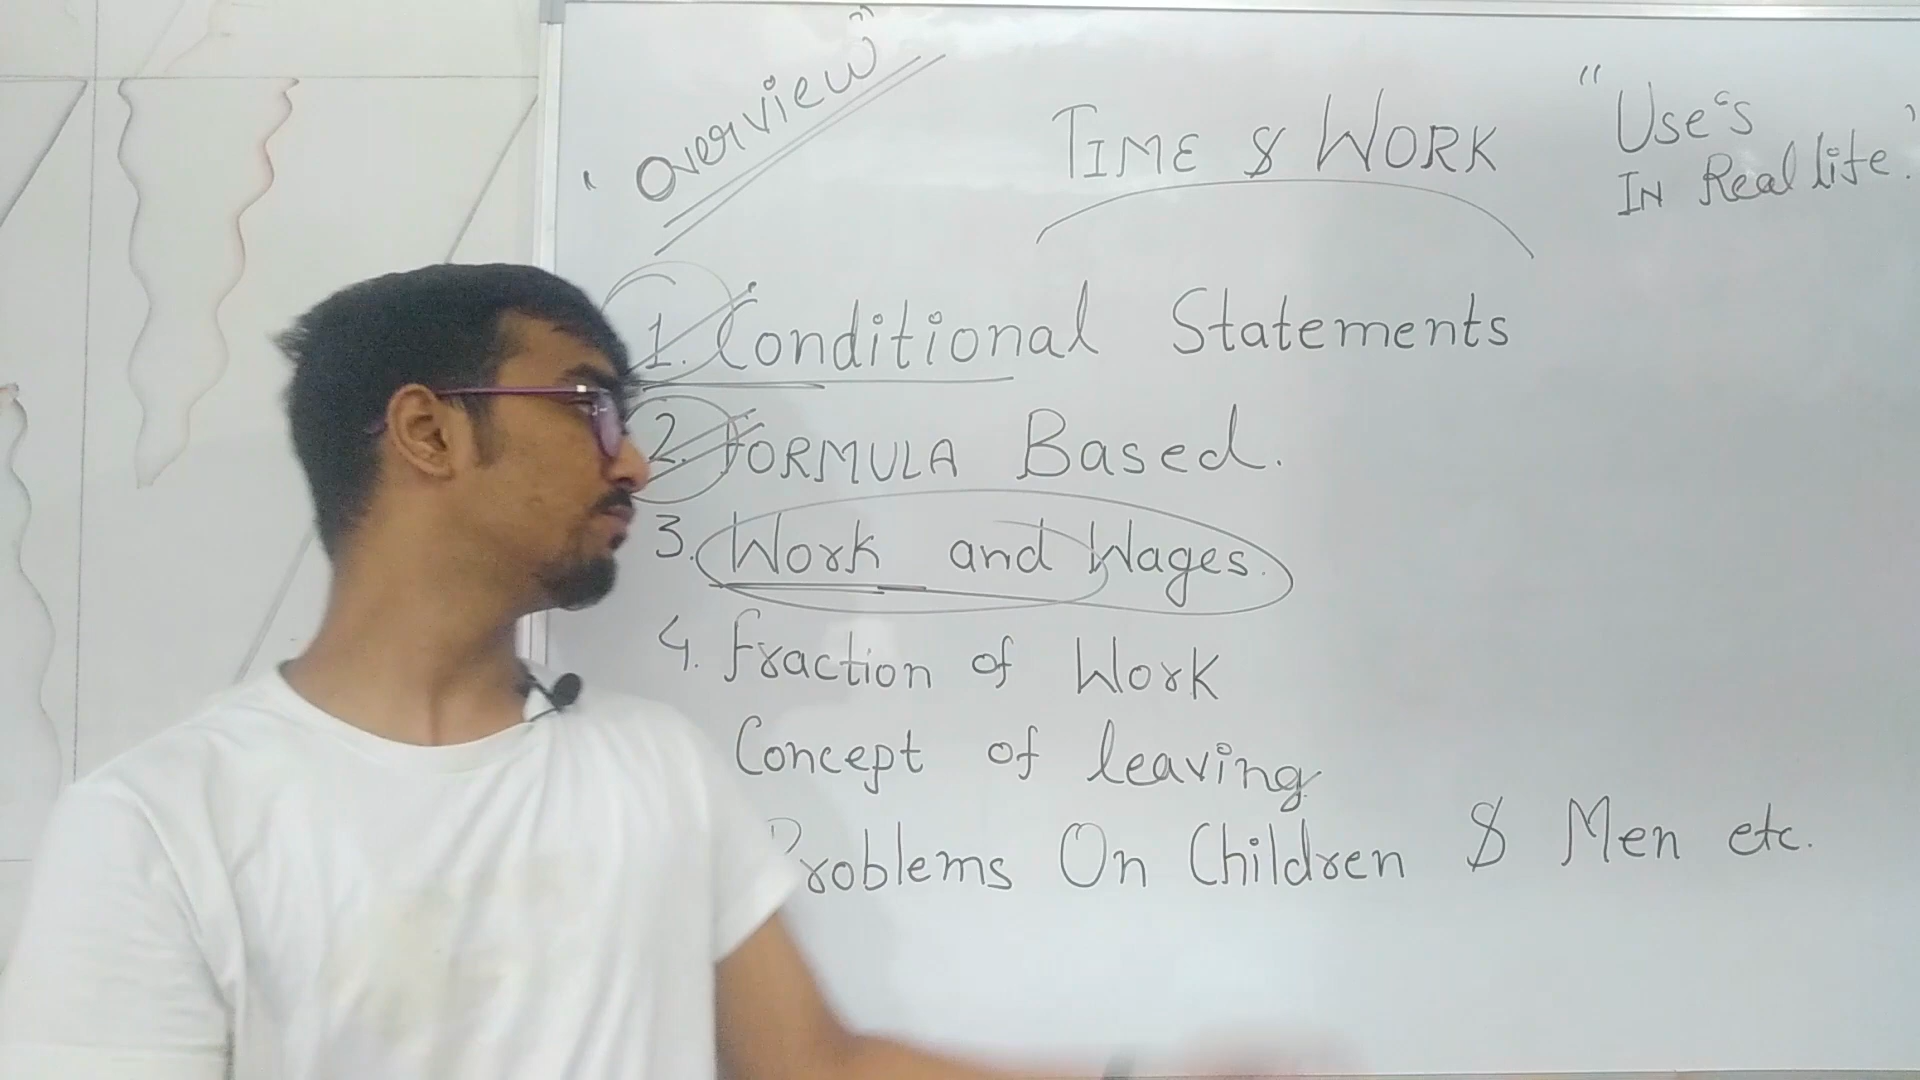 "Overview"
TIME & WORK
"Use's
IN Real life."
1. Conditional Statements
2. FORMULA Based.
3. Work and Wages.
4. Fraction of Work
Concept of leaving
Problems On Children & Men etc.